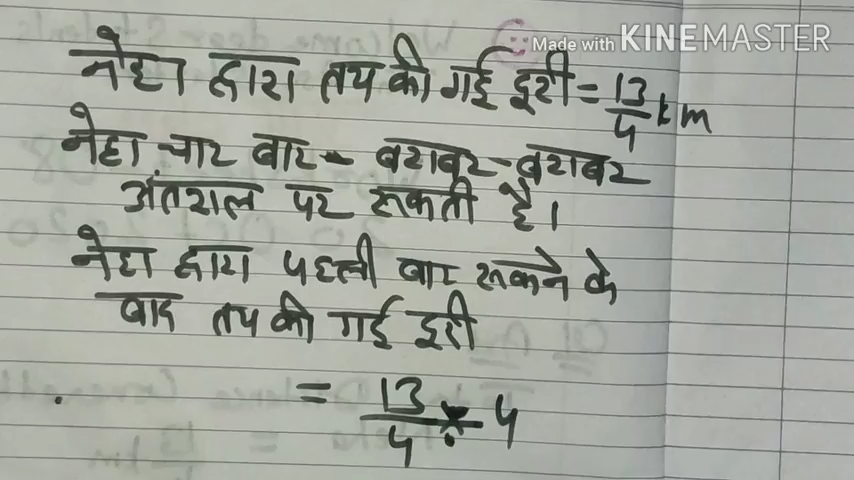 Made with KINEMASTER
नेहा द्वारा तय की गई दूरी = 13/4 km
नेहा चार बार - बराबर - बराबर
अंतराल पर रूकती है।
नेहा द्वारा पहली बार रूकने के
बाद तय की गई दूरी
= 13/4 ÷ 4